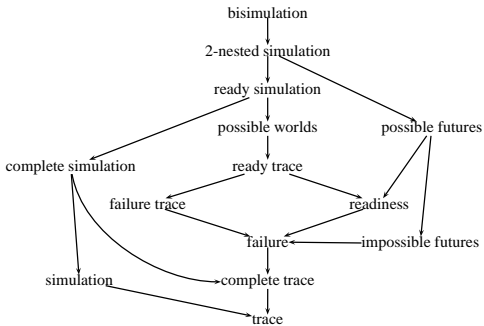 bisimulation
2-nested simulation
ready simulation
possible worlds
possible futures
complete simulation
ready trace
failure trace
readiness
failure
impossible futures
simulation
complete trace
trace